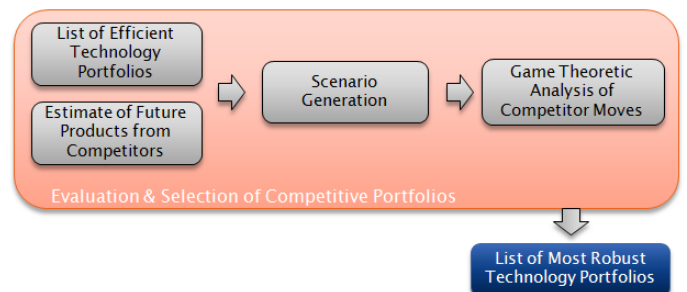 List of Efficient
Technology
Portfolios
Estimate of Future
Products from
Competitors
Scenario
Generation
Game Theoretic
Analysis of
Competitor Moves
Evaluation & Selection of Competitive Portfolios
List of Most Robust
Technology Portfolios